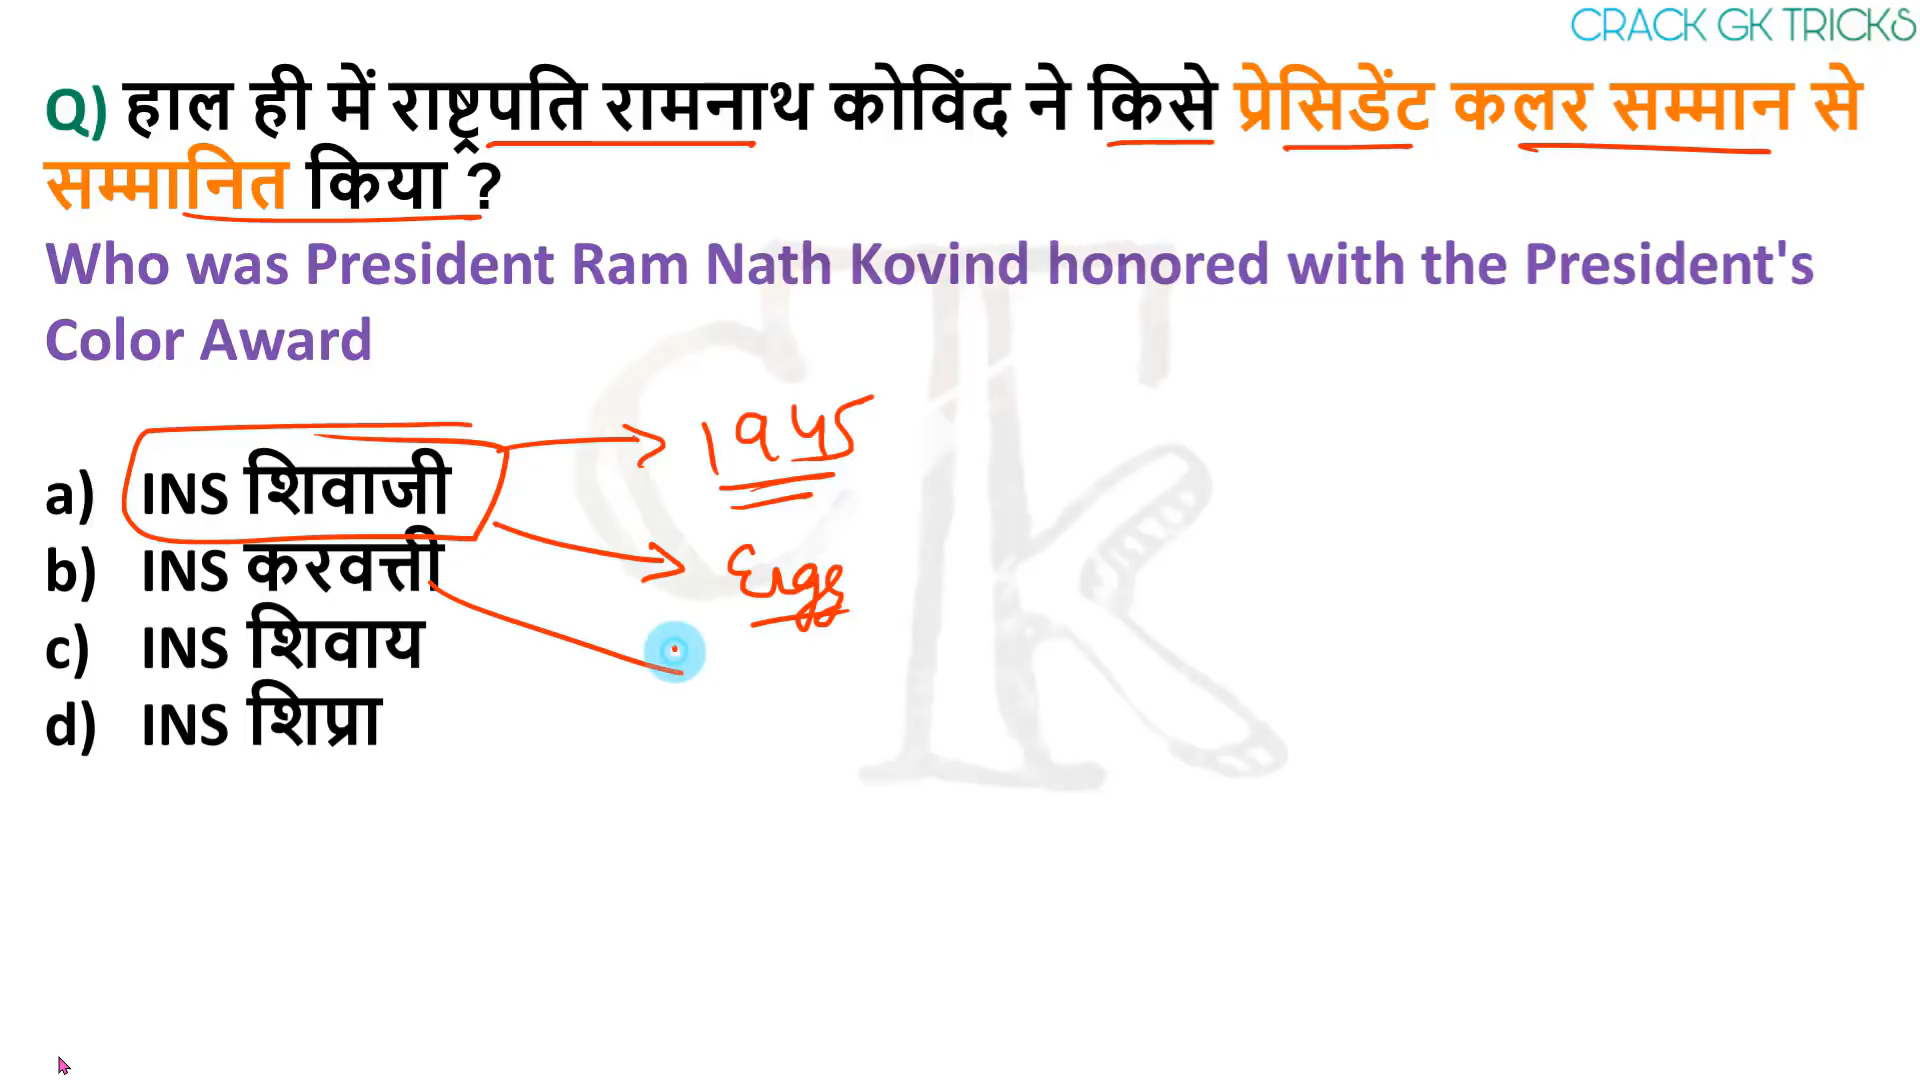 CRACK GK TRICKS
Q) हाल ही में राष्ट्रपति रामनाथ कोविंद ने किसे प्रेसिडेंट कलर सम्मान से
सम्मानित किया ?
Who was President Ram Nath Kovind honored with the President's
Color Award
1945
a) INS शिवाजी
b) INS करवत्ती
c) INS शिवाय
d) INS शिप्रा